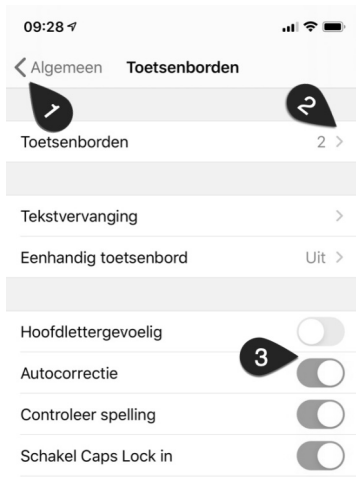 09:28
Algemeen Toetsenborden
1
2
Toetsenborden 2
Tekstvervanging
Eenhandig toetsenbord Uit
Hoofdlettergevoelig
3
Autocorrectie
Controleer spelling
Schakel Caps Lock in